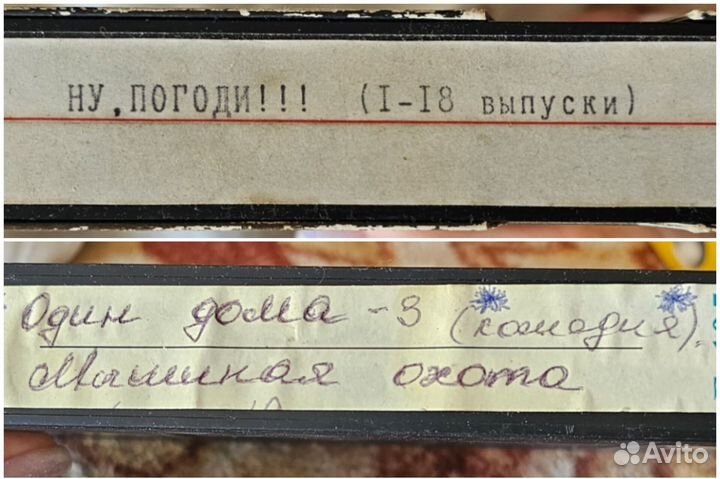 НУ, ПОГОДИ!!! (I-I8 выпуски)
Один дома - 3 (комедия).
Мышиная охота
Avito